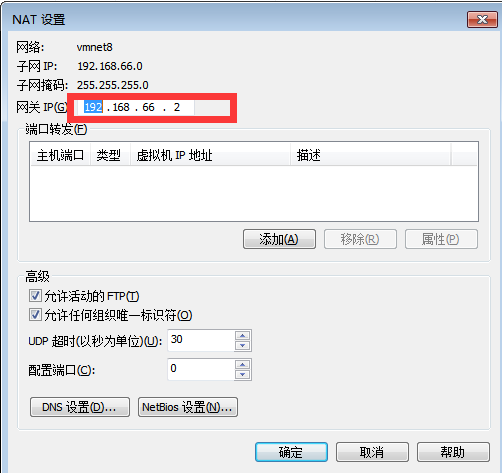 NAT 设置
网络: vmnet8
子网 IP: 192.168.66.0
子网掩码: 255.255.255.0
网关 IP(G) 192 . 168 . 66 . 2
端口转发(F)
主机端口 类型 虚拟机 IP 地址 描述
添加(A) 移除(R) 属性(P)
高级
允许活动的 FTP(T)
允许任何组织唯一标识符(O)
UDP 超时(以秒为单位)(U): 30
配置端口(C): 0
DNS 设置(D)... NetBios 设置(N)...
确定 取消 帮助